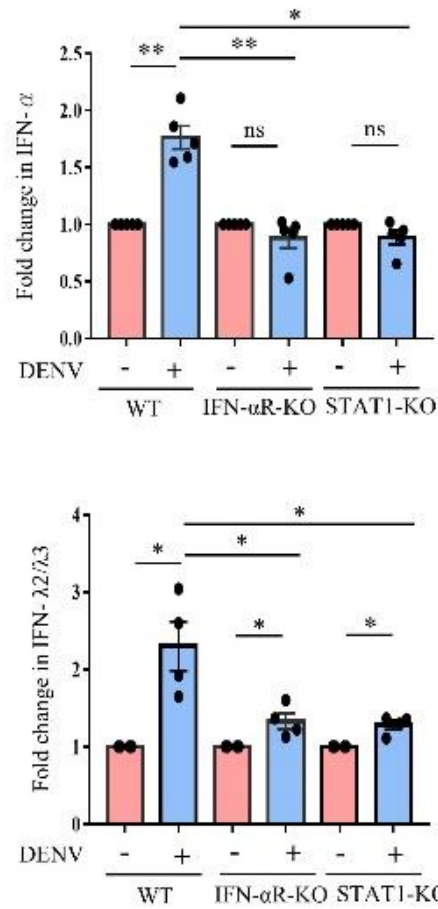 *
** **
2.5
2.0
ns ns
1.5
1.0
0.5
0.0
Fold change in IFN- α
DENV - + - + - +
WT IFN-αR-KO STAT1-KO
*
* *
4
3
* *
2
1
0
Fold change in IFN- λ2/λ3
DENV - + - + - +
WT IFN-αR-KO STAT1-KO